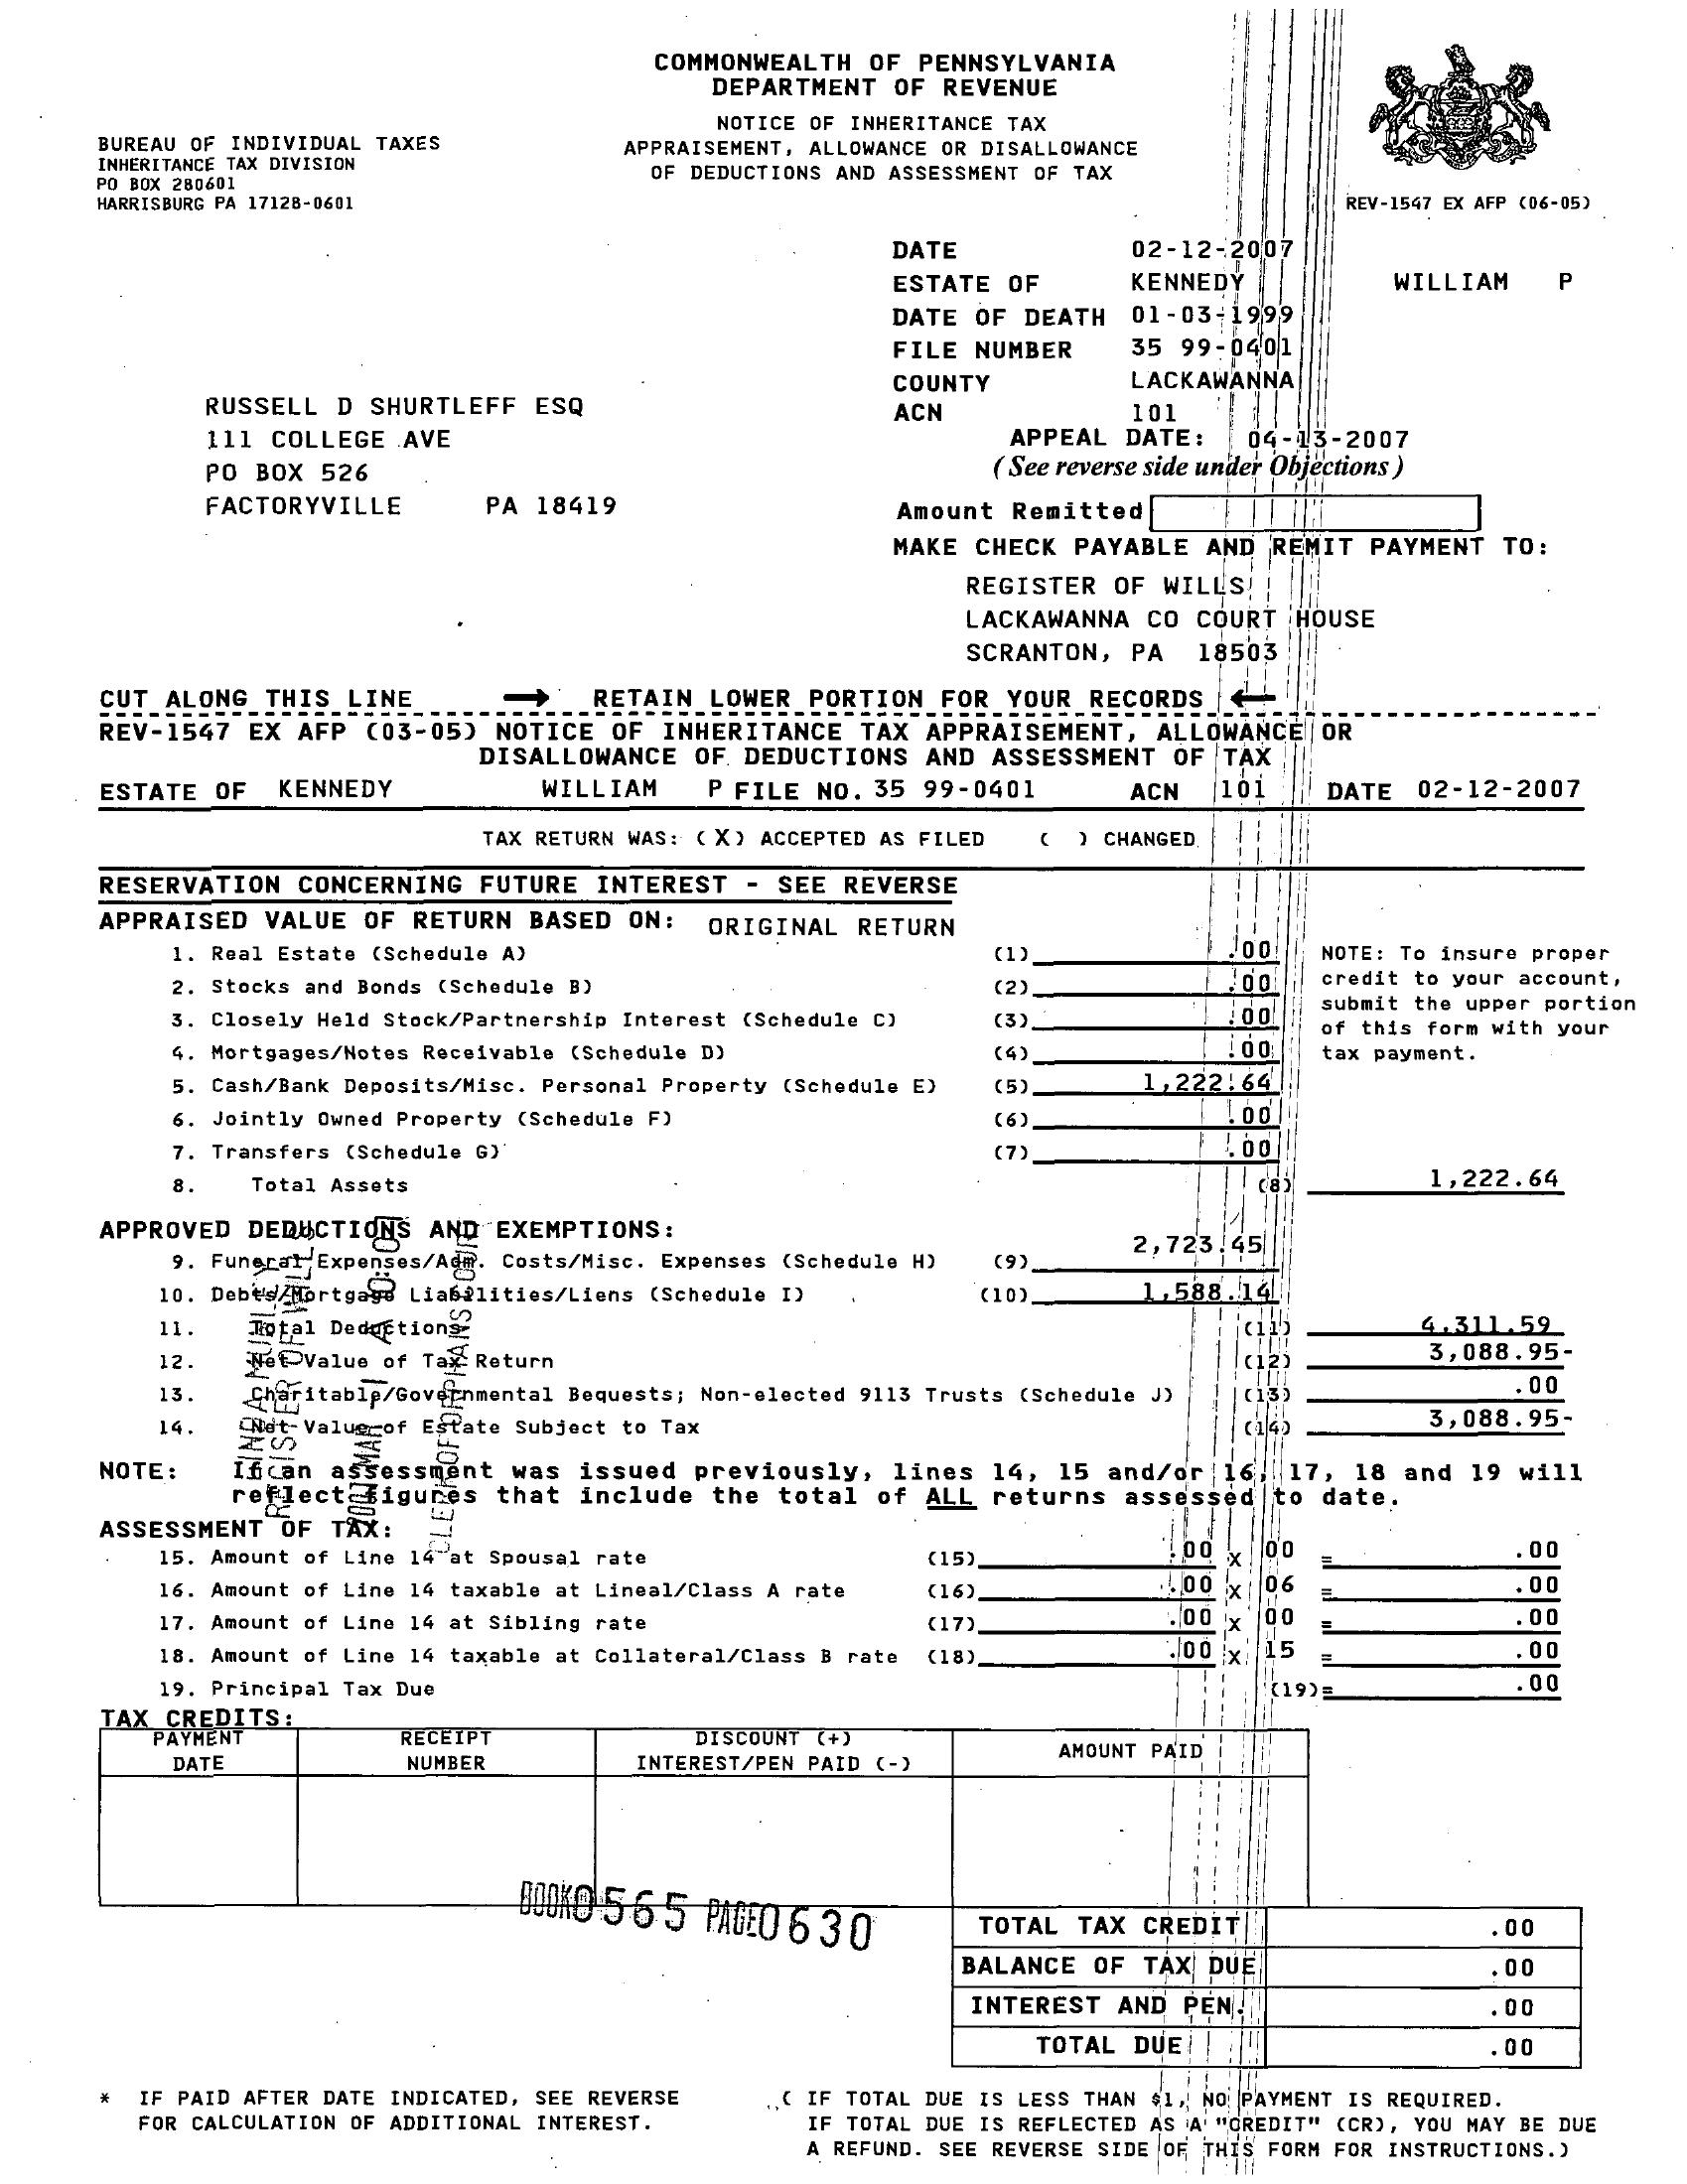 COMMONWEALTH OF PENNSYLVANIA
DEPARTMENT OF REVENUE
NOTICE OF INHERITANCE TAX
APPRAISEMENT, ALLOWANCE OR DISALLOWANCE
OF DEDUCTIONS AND ASSESSMENT OF TAX
BUREAU OF INDIVIDUAL TAXES
INHERITANCE TAX DIVISION
PO BOX 280601
HARRISBURG PA 17128-0601
REV-1547 EX AFP (06-05)
DATE 02-12-2007
ESTATE OF KENNEDY WILLIAM P
DATE OF DEATH 01-03-1999
FILE NUMBER 35 99-0401
COUNTY LACKAWANNA
ACN 101
APPEAL DATE: 04-13-2007
(See reverse side under Objections)
RUSSELL D SHURTLEFF ESQ
111 COLLEGE AVE
PO BOX 526
FACTORYVILLE PA 18419
Amount Remitted
MAKE CHECK PAYABLE AND REMIT PAYMENT TO:
REGISTER OF WILLS
LACKAWANNA CO COURT HOUSE
SCRANTON, PA 18503
CUT ALONG THIS LINE → RETAIN LOWER PORTION FOR YOUR RECORDS ←
REV-1547 EX AFP (03-05) NOTICE OF INHERITANCE TAX APPRAISEMENT, ALLOWANCE OR
DISALLOWANCE OF DEDUCTIONS AND ASSESSMENT OF TAX
ESTATE OF KENNEDY WILLIAM P FILE NO. 35 99-0401 ACN 101 DATE 02-12-2007
TAX RETURN WAS: (X) ACCEPTED AS FILED ( ) CHANGED
RESERVATION CONCERNING FUTURE INTEREST - SEE REVERSE
APPRAISED VALUE OF RETURN BASED ON: ORIGINAL RETURN
1. Real Estate (Schedule A) (1) .00
2. Stocks and Bonds (Schedule B) (2) .00
3. Closely Held Stock/Partnership Interest (Schedule C) (3) .00
4. Mortgages/Notes Receivable (Schedule D) (4) .00
5. Cash/Bank Deposits/Misc. Personal Property (Schedule E) (5) 1,222.64
6. Jointly Owned Property (Schedule F) (6) .00
7. Transfers (Schedule G) (7) .00
8. Total Assets (8) 1,222.64
NOTE: To insure proper
credit to your account,
submit the upper portion
of this form with your
tax payment.
APPROVED DEDUCTIONS AND EXEMPTIONS:
9. Funeral Expenses/Adm. Costs/Misc. Expenses (Schedule H) (9) 2,723.45
10. Debts/Mortgage Liabilities/Liens (Schedule I) (10) 1,588.14
11. Total Deductions (11) 4,311.59
12. Net Value of Tax Return (12) 3,088.95-
13. Charitable/Governmental Bequests; Non-elected 9113 Trusts (Schedule J) (13) .00
14. Net Value of Estate Subject to Tax (14) 3,088.95-
REGISTER OF WILLS
CLERK OF ORPHANS COURT
NOTE: If an assessment was issued previously, lines 14, 15 and/or 16, 17, 18 and 19 will
reflect figures that include the total of ALL returns assessed to date.
ASSESSMENT OF TAX:
15. Amount of Line 14 at Spousal rate (15) .00 X 00 = .00
16. Amount of Line 14 taxable at Lineal/Class A rate (16) .00 X 06 = .00
17. Amount of Line 14 at Sibling rate (17) .00 X 00 = .00
18. Amount of Line 14 taxable at Collateral/Class B rate (18) .00 X 15 = .00
19. Principal Tax Due (19)= .00
TAX CREDITS:
PAYMENT DATE RECEIPT NUMBER DISCOUNT (+) INTEREST/PEN PAID (-) AMOUNT PAID
BOOK0565 PAGE0630
TOTAL TAX CREDIT .00
BALANCE OF TAX DUE .00
INTEREST AND PEN. .00
TOTAL DUE .00
* IF PAID AFTER DATE INDICATED, SEE REVERSE
FOR CALCULATION OF ADDITIONAL INTEREST.
( IF TOTAL DUE IS LESS THAN $1, NO PAYMENT IS REQUIRED.
IF TOTAL DUE IS REFLECTED AS A "CREDIT" (CR), YOU MAY BE DUE
A REFUND. SEE REVERSE SIDE OF THIS FORM FOR INSTRUCTIONS.)